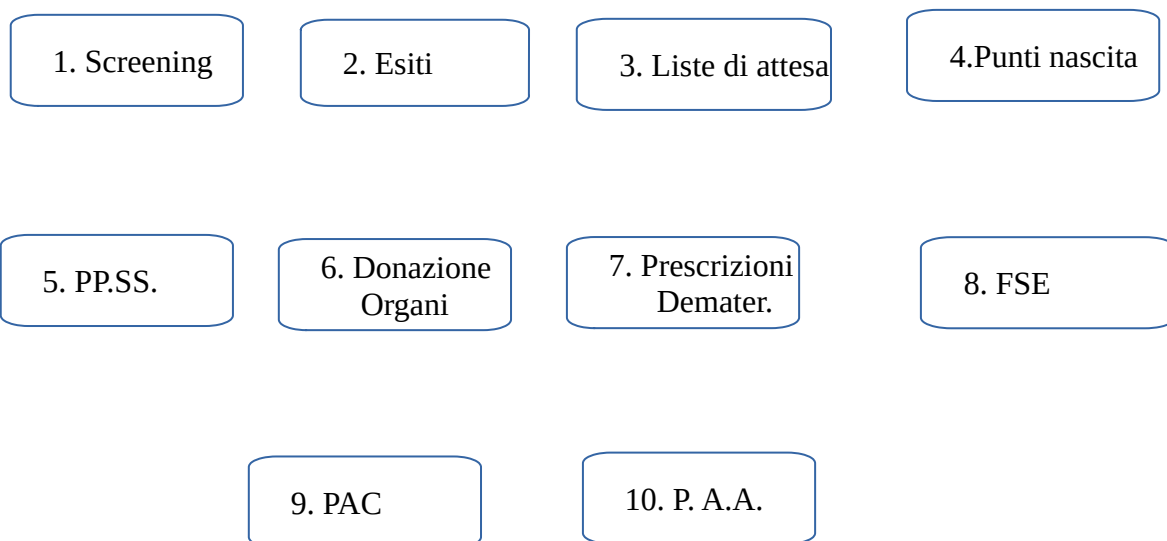 1. Screening
2. Esiti
3. Liste di attesa
4.Punti nascita
5. PP.SS.
6. Donazione
Organi
7. Prescrizioni
Demater.
8. FSE
9. PAC
10. P. A.A.